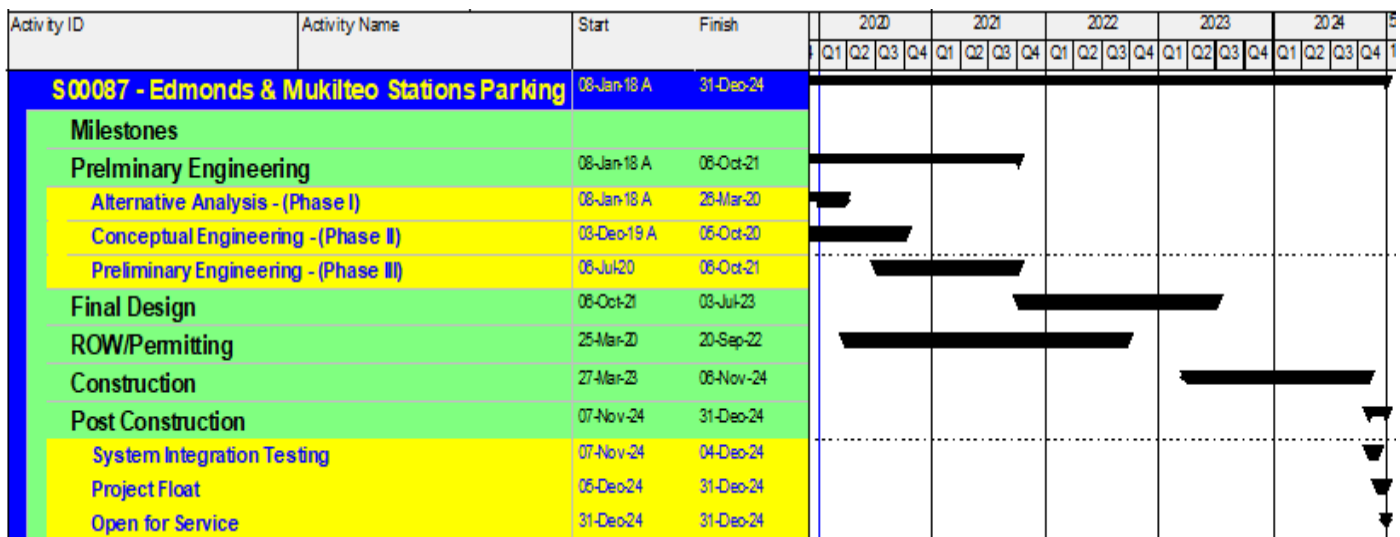 Activity ID Activity Name Start Finish 2020 2021 2022 2023 2024 5
4 Q1 Q2 Q3 Q4 Q1 Q2 Q3 Q4 Q1 Q2 Q3 Q4 Q1 Q2 Q3 Q4 Q1 Q2 Q3 Q4 1
S00087 - Edmonds & Mukilteo Stations Parking 08-Jan-18 A 31-Dec-24
Milestones
Prelminary Engineering 08-Jan-18 A 06-Oct-21
Alternative Analysis - (Phase I) 08-Jan-18 A 26-Mar-20
Conceptual Engineering - (Phase II) 03-Dec-19 A 05-Oct-20
Preliminary Engineering - (Phase III) 06-Jul-20 06-Oct-21
Final Design 06-Oct-21 03-Jul-23
ROW/Permitting 25-Mar-20 20-Sep-22
Construction 27-Mar-23 06-Nov-24
Post Construction 07-Nov-24 31-Dec-24
System Integration Testing 07-Nov-24 04-Dec-24
Project Float 05-Dec-24 31-Dec-24
Open for Service 31-Dec-24 31-Dec-24